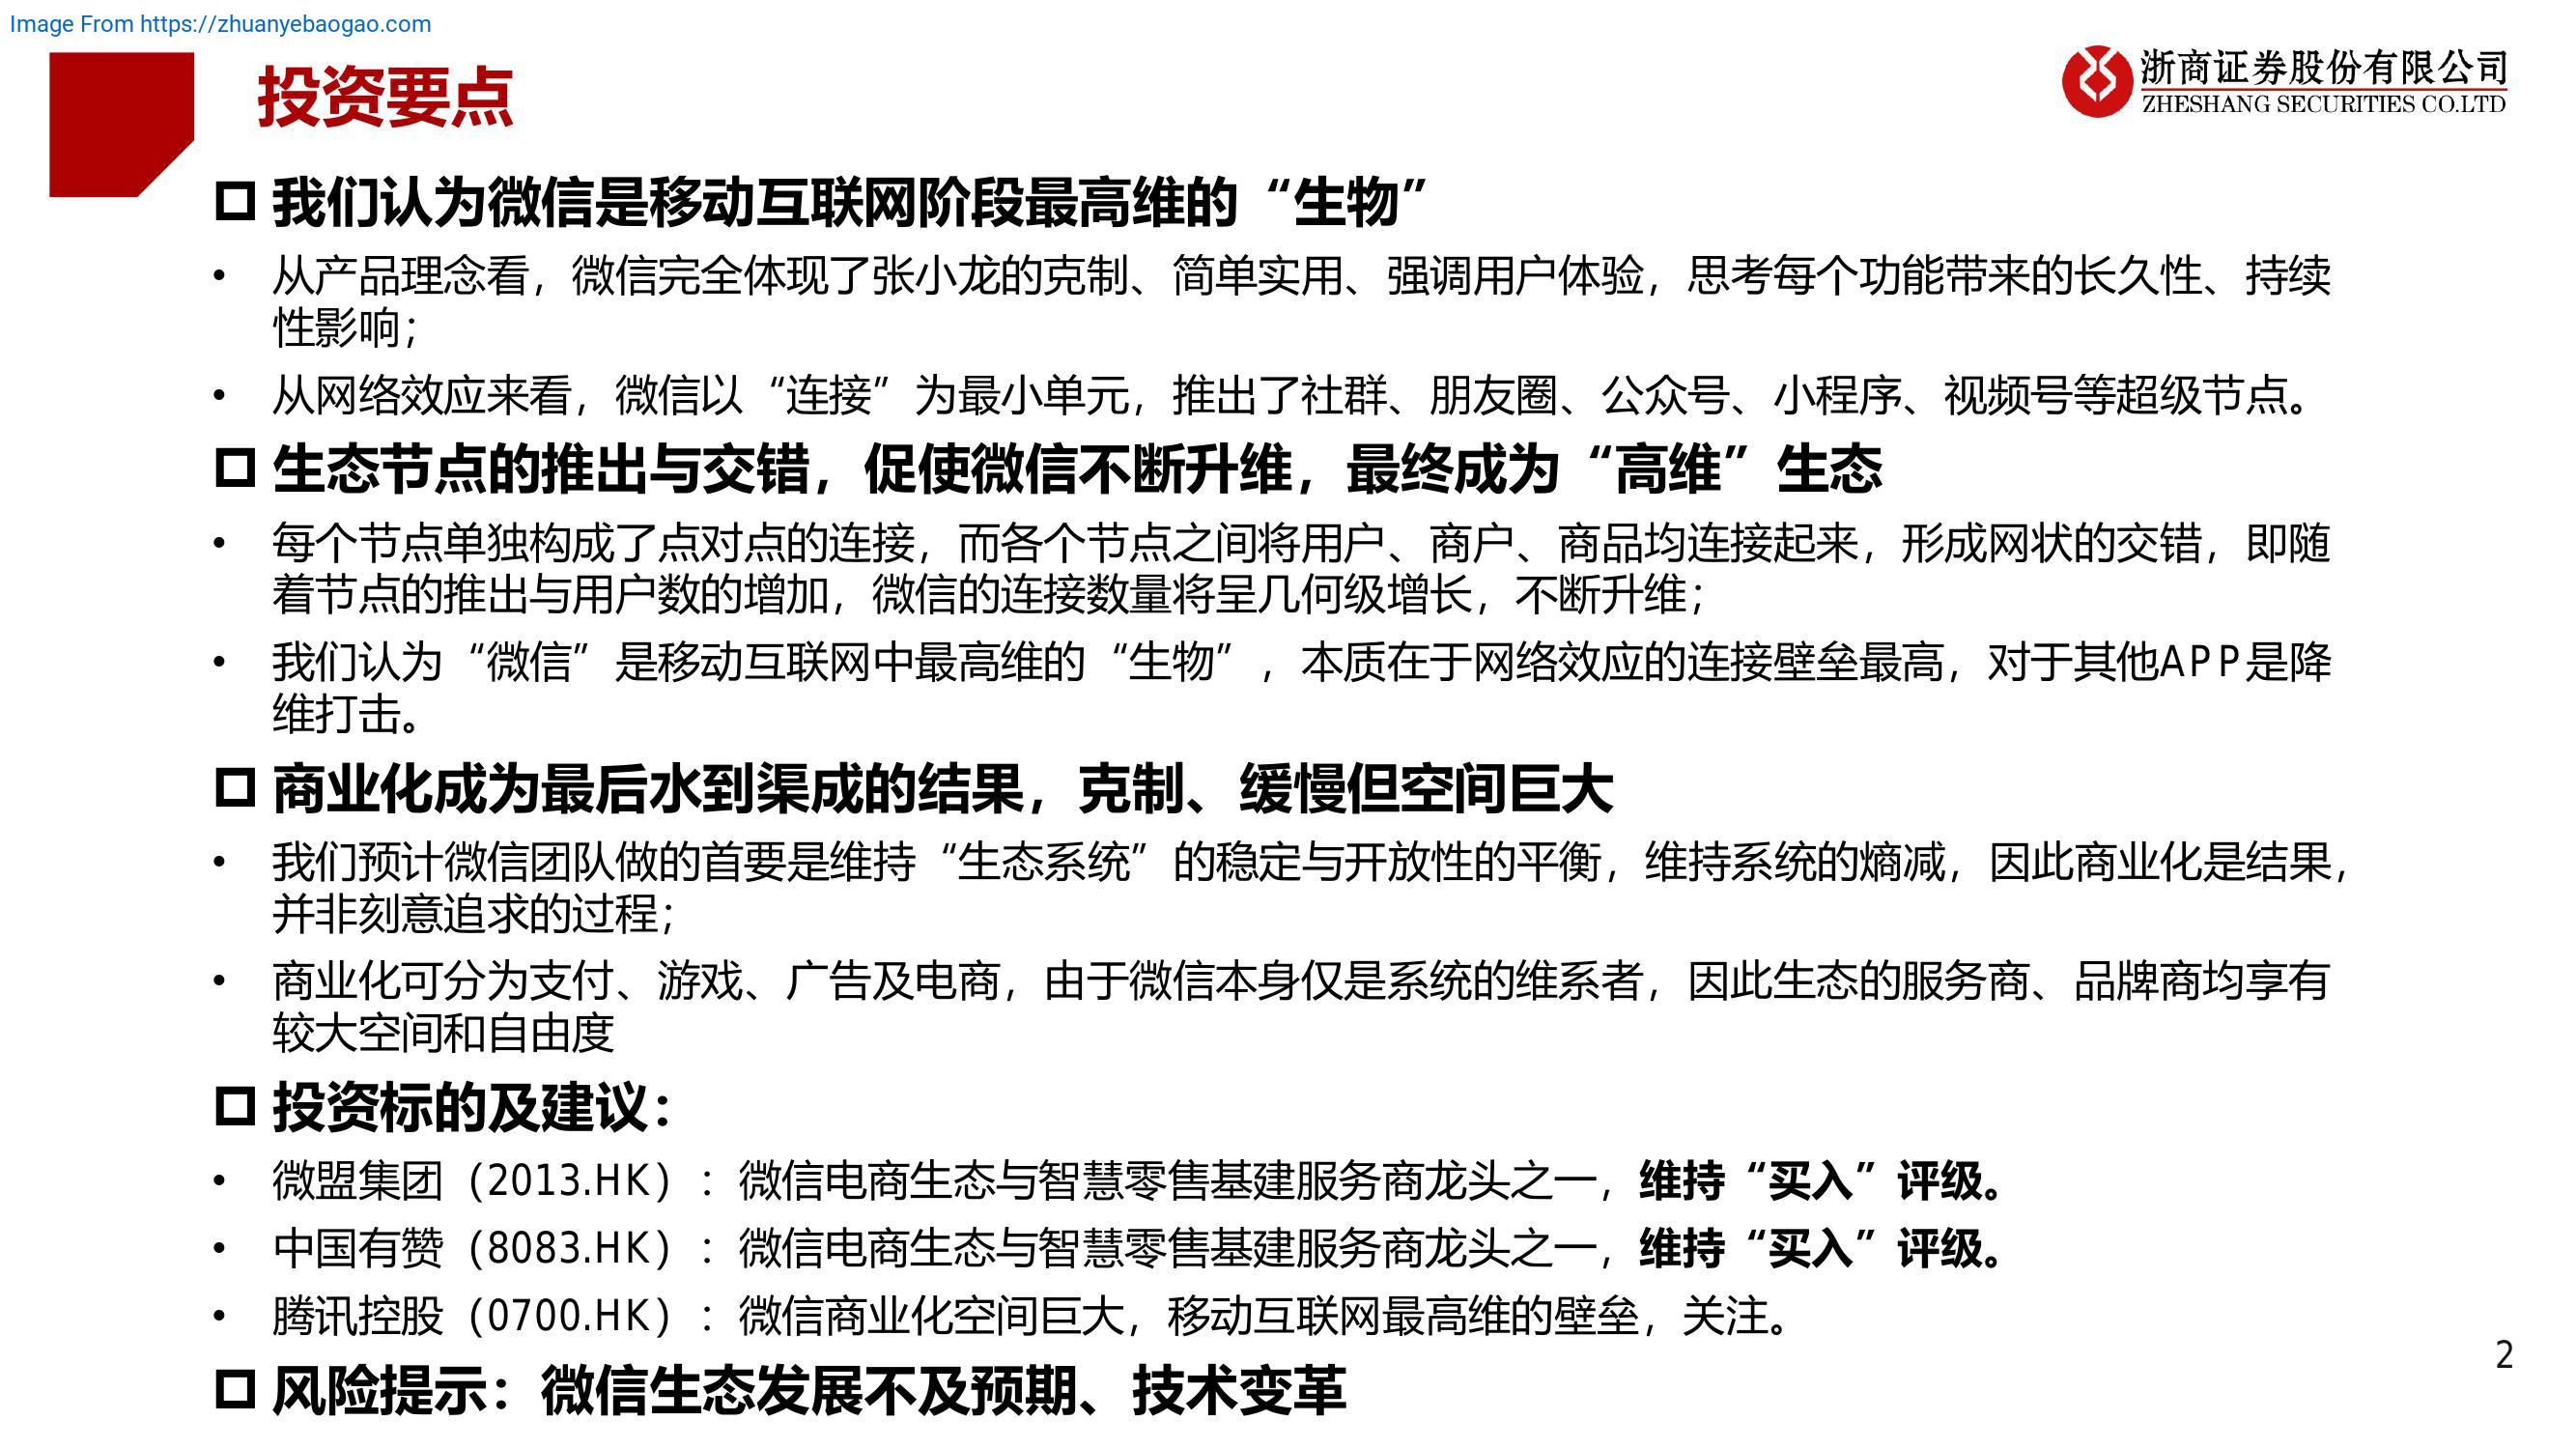 Image From https://zhuanyebaogao.com
投资要点
浙商证券股份有限公司
ZHESHANG SECURITIES CO.LTD
我们认为微信是移动互联网阶段最高维的“生物”
• 从产品理念看，微信完全体现了张小龙的克制、简单实用、强调用户体验，思考每个功能带来的长久性、持续
性影响；
• 从网络效应来看，微信以“连接”为最小单元，推出了社群、朋友圈、公众号、小程序、视频号等超级节点。
生态节点的推出与交错，促使微信不断升维，最终成为“高维”生态
• 每个节点单独构成了点对点的连接，而各个节点之间将用户、商户、商品均连接起来，形成网状的交错，即随
着节点的推出与用户数的增加，微信的连接数量将呈几何级增长，不断升维；
• 我们认为“微信”是移动互联网中最高维的“生物”，本质在于网络效应的连接壁垒最高，对于其他APP是降
维打击。
商业化成为最后水到渠成的结果，克制、缓慢但空间巨大
• 我们预计微信团队做的首要是维持“生态系统”的稳定与开放性的平衡，维持系统的熵减，因此商业化是结果，
并非刻意追求的过程；
• 商业化可分为支付、游戏、广告及电商，由于微信本身仅是系统的维系者，因此生态的服务商、品牌商均享有
较大空间和自由度
投资标的及建议：
• 微盟集团（2013.HK）：微信电商生态与智慧零售基建服务商龙头之一，维持“买入”评级。
• 中国有赞（8083.HK）：微信电商生态与智慧零售基建服务商龙头之一，维持“买入”评级。
• 腾讯控股（0700.HK）：微信商业化空间巨大，移动互联网最高维的壁垒，关注。
风险提示：微信生态发展不及预期、技术变革
2